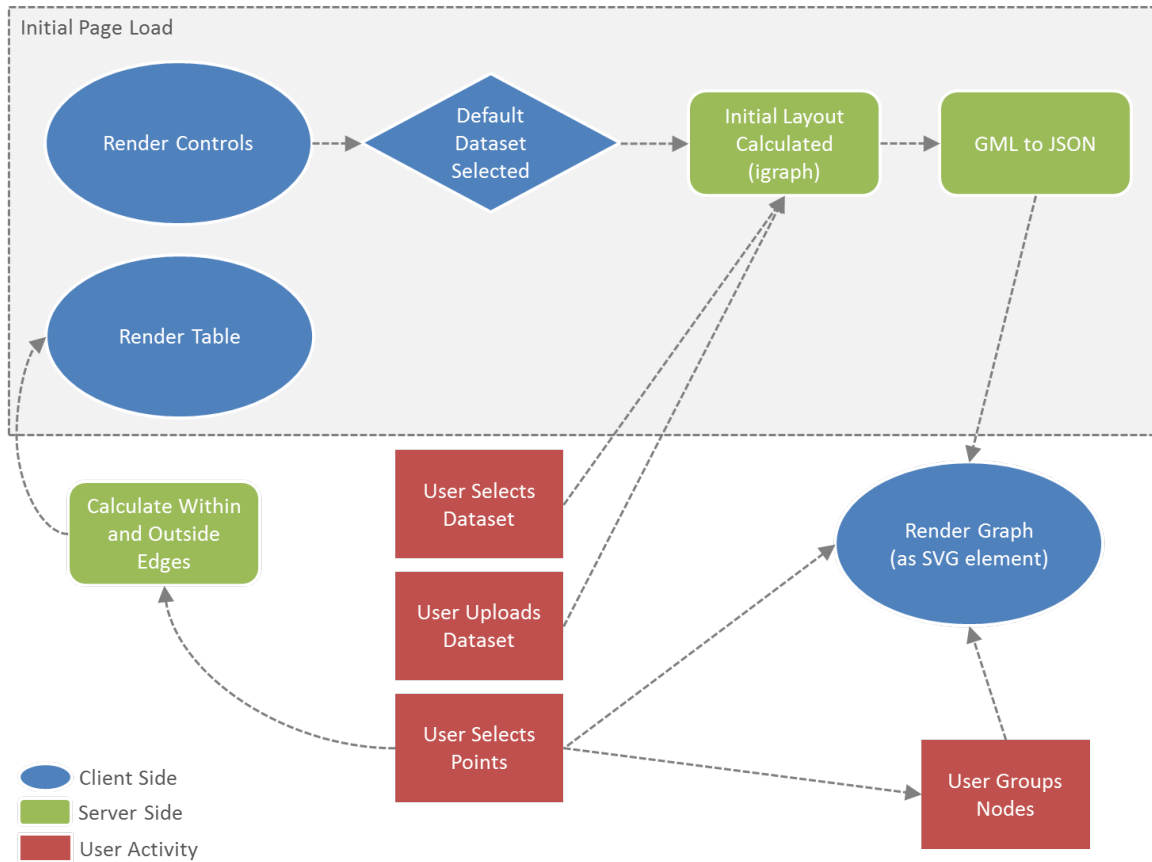 Initial Page Load
Render Controls
Default
Dataset
Selected
Initial Layout
Calculated
(igraph)
GML to JSON
Render Table
Calculate Within
and Outside
Edges
User Selects
Dataset
Render Graph
(as SVG element)
User Uploads
Dataset
User Selects
Points
User Groups
Nodes
Client Side
Server Side
User Activity